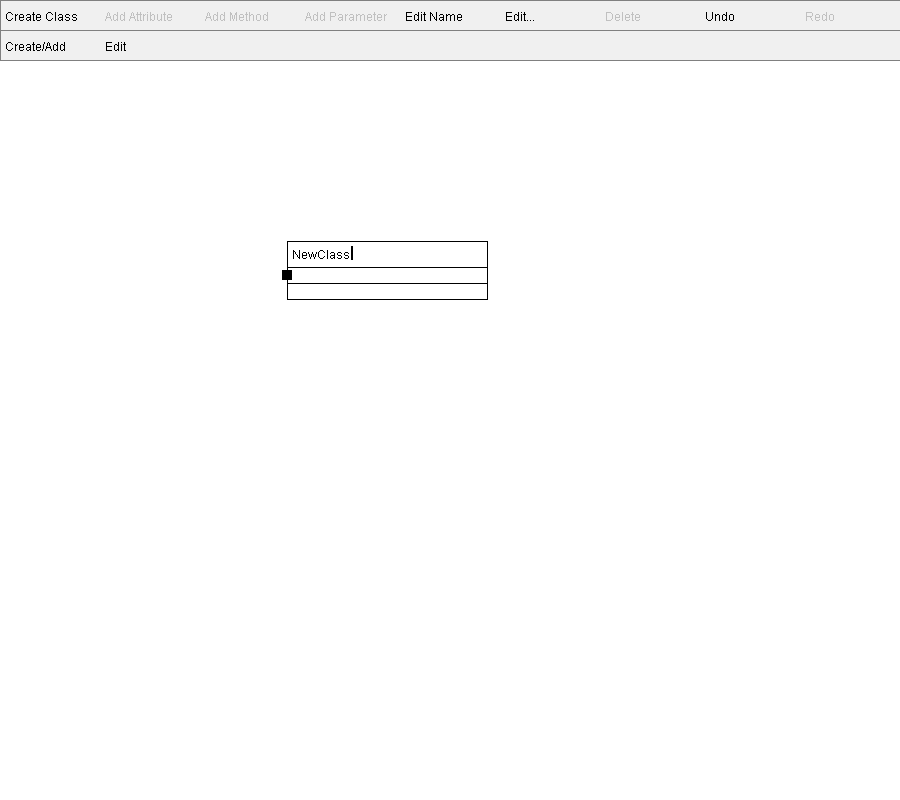 Create Class Add Attribute Add Method Add Parameter Edit Name Edit... Delete Undo Redo
Create/Add Edit
NewClass